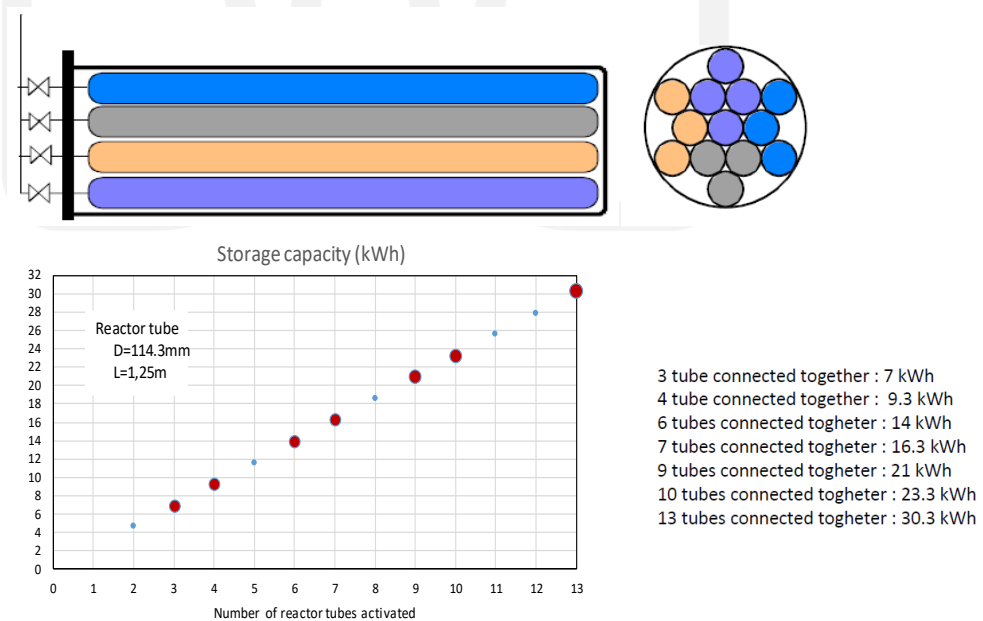 Storage capacity (kWh)
32
30
28
26
24
22
20
18
16
14
12
10
8
6
4
2
0
Reactor tube
D=114.3mm
L=1,25m
0 1 2 3 4 5 6 7 8 9 10 11 12 13
Number of reactor tubes activated
3 tube connected together : 7 kWh
4 tube connected together : 9.3 kWh
6 tubes connected togheter : 14 kWh
7 tubes connected togheter : 16.3 kWh
9 tubes connected togheter : 21 kWh
10 tubes connected togheter : 23.3 kWh
13 tubes connected togheter : 30.3 kWh